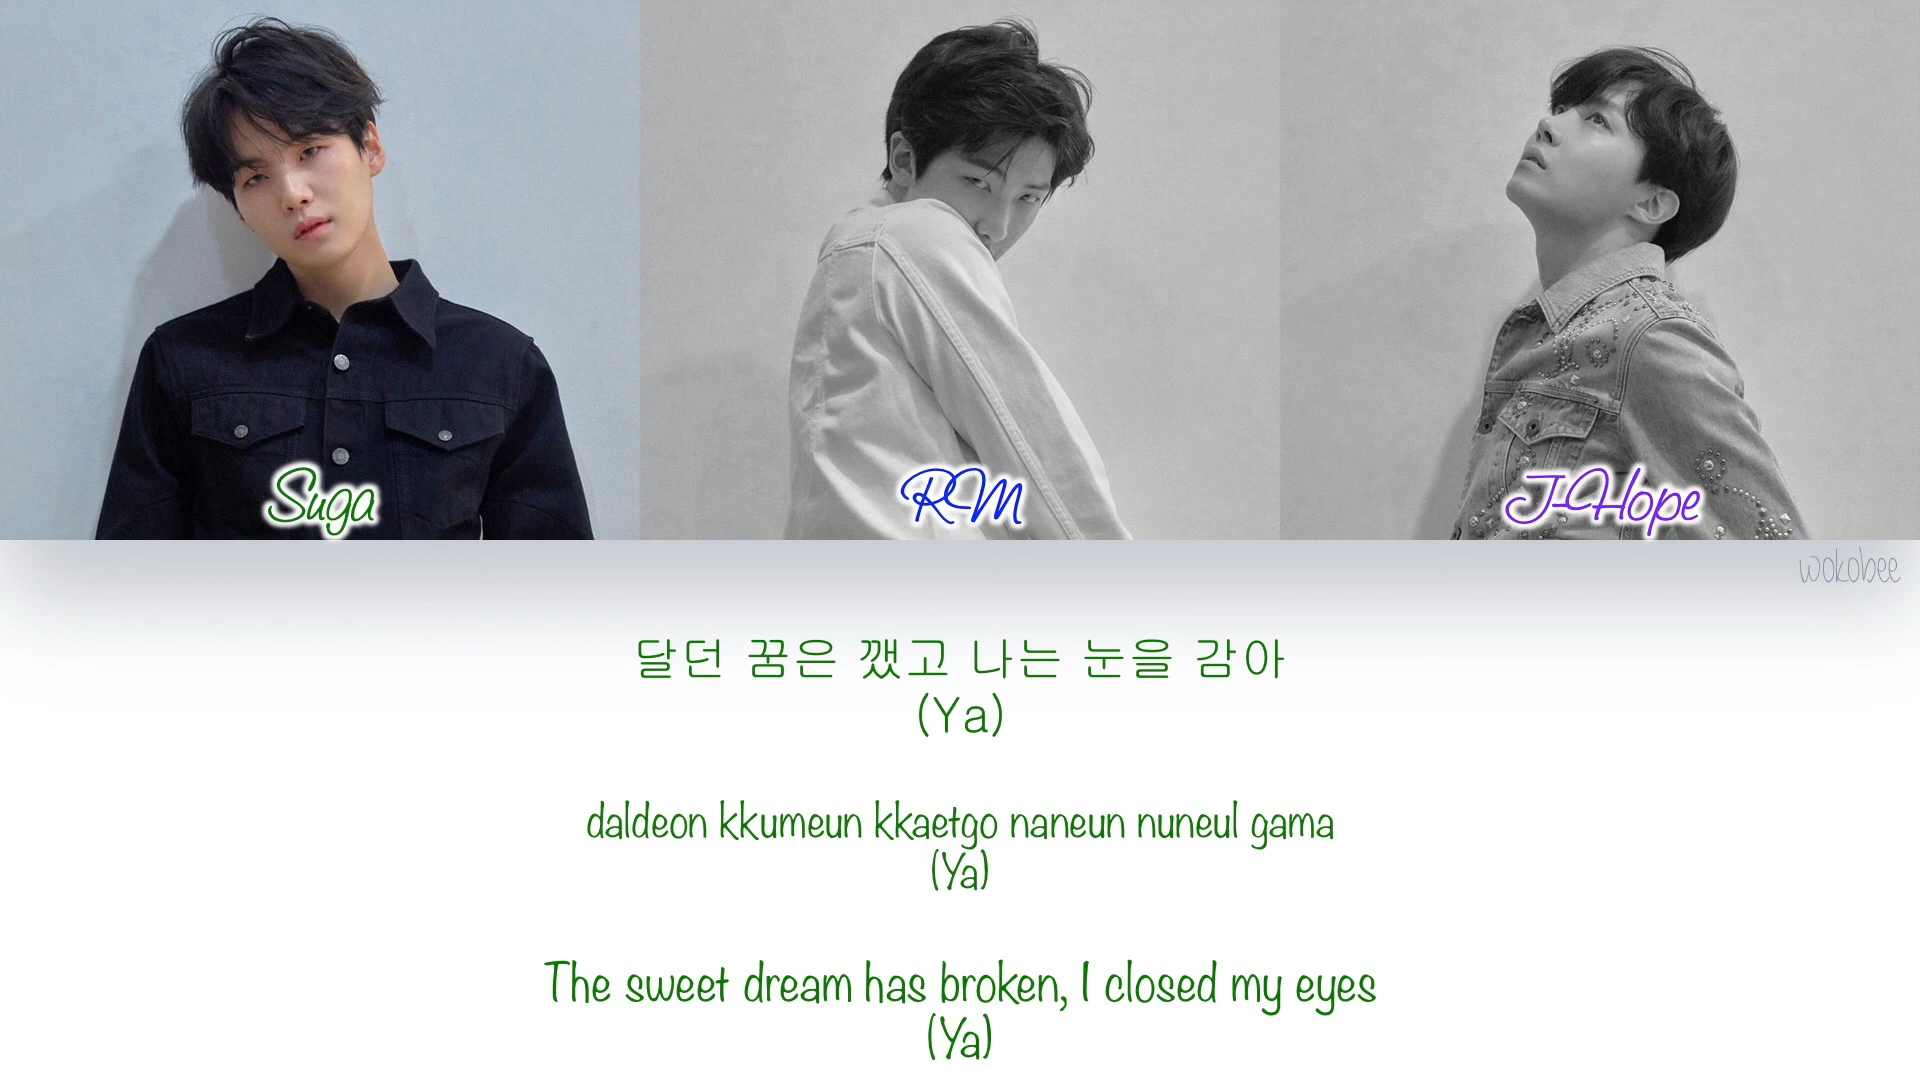 Suga
RM
J-Hope
wokobee
달던 꿈은 깼고 나는 눈을 감아
(Ya)
daldeon kkumeun kkaetgo naneun nuneul gama
(Ya)
The sweet dream has broken, I closed my eyes
(Ya)